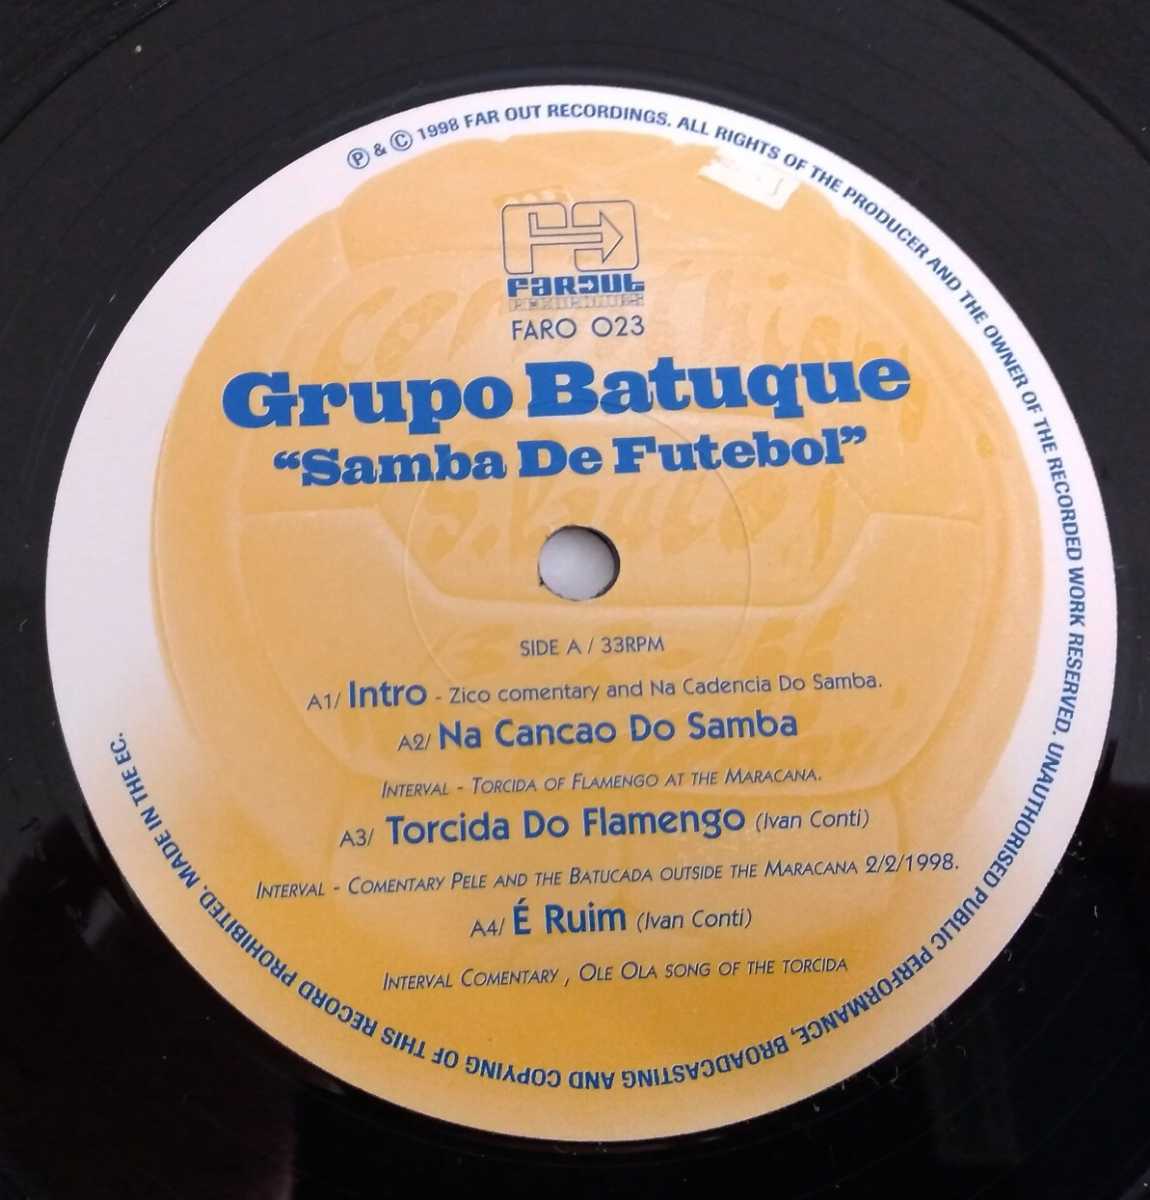 Ⓟ & © 1998 FAR OUT RECORDINGS. ALL RIGHTS OF THE PRODUCER AND THE OWNER OF THE RECORDED WORK RESERVED. UNAUTHORISED PUBLIC PERFORMANCE, BROADCASTING AND COPYING OF THIS RECORD PROHIBITED. MADE IN THE EC.
FAROUT
RECORDINGS
FARO 023
Grupo Batuque
“Samba De Futebol”
SIDE A / 33RPM
A1/ Intro - Zico comentary and Na Cadencia Do Samba.
A2/ Na Cancao Do Samba
INTERVAL - TORCIDA OF FLAMENGO AT THE MARACANA.
A3/ Torcida Do Flamengo (Ivan Conti)
INTERVAL - COMENTARY PELE AND THE BATUCADA OUTSIDE THE MARACANA 2/2/1998.
A4/ É Ruim (Ivan Conti)
INTERVAL COMENTARY , OLE OLA SONG OF THE TORCIDA